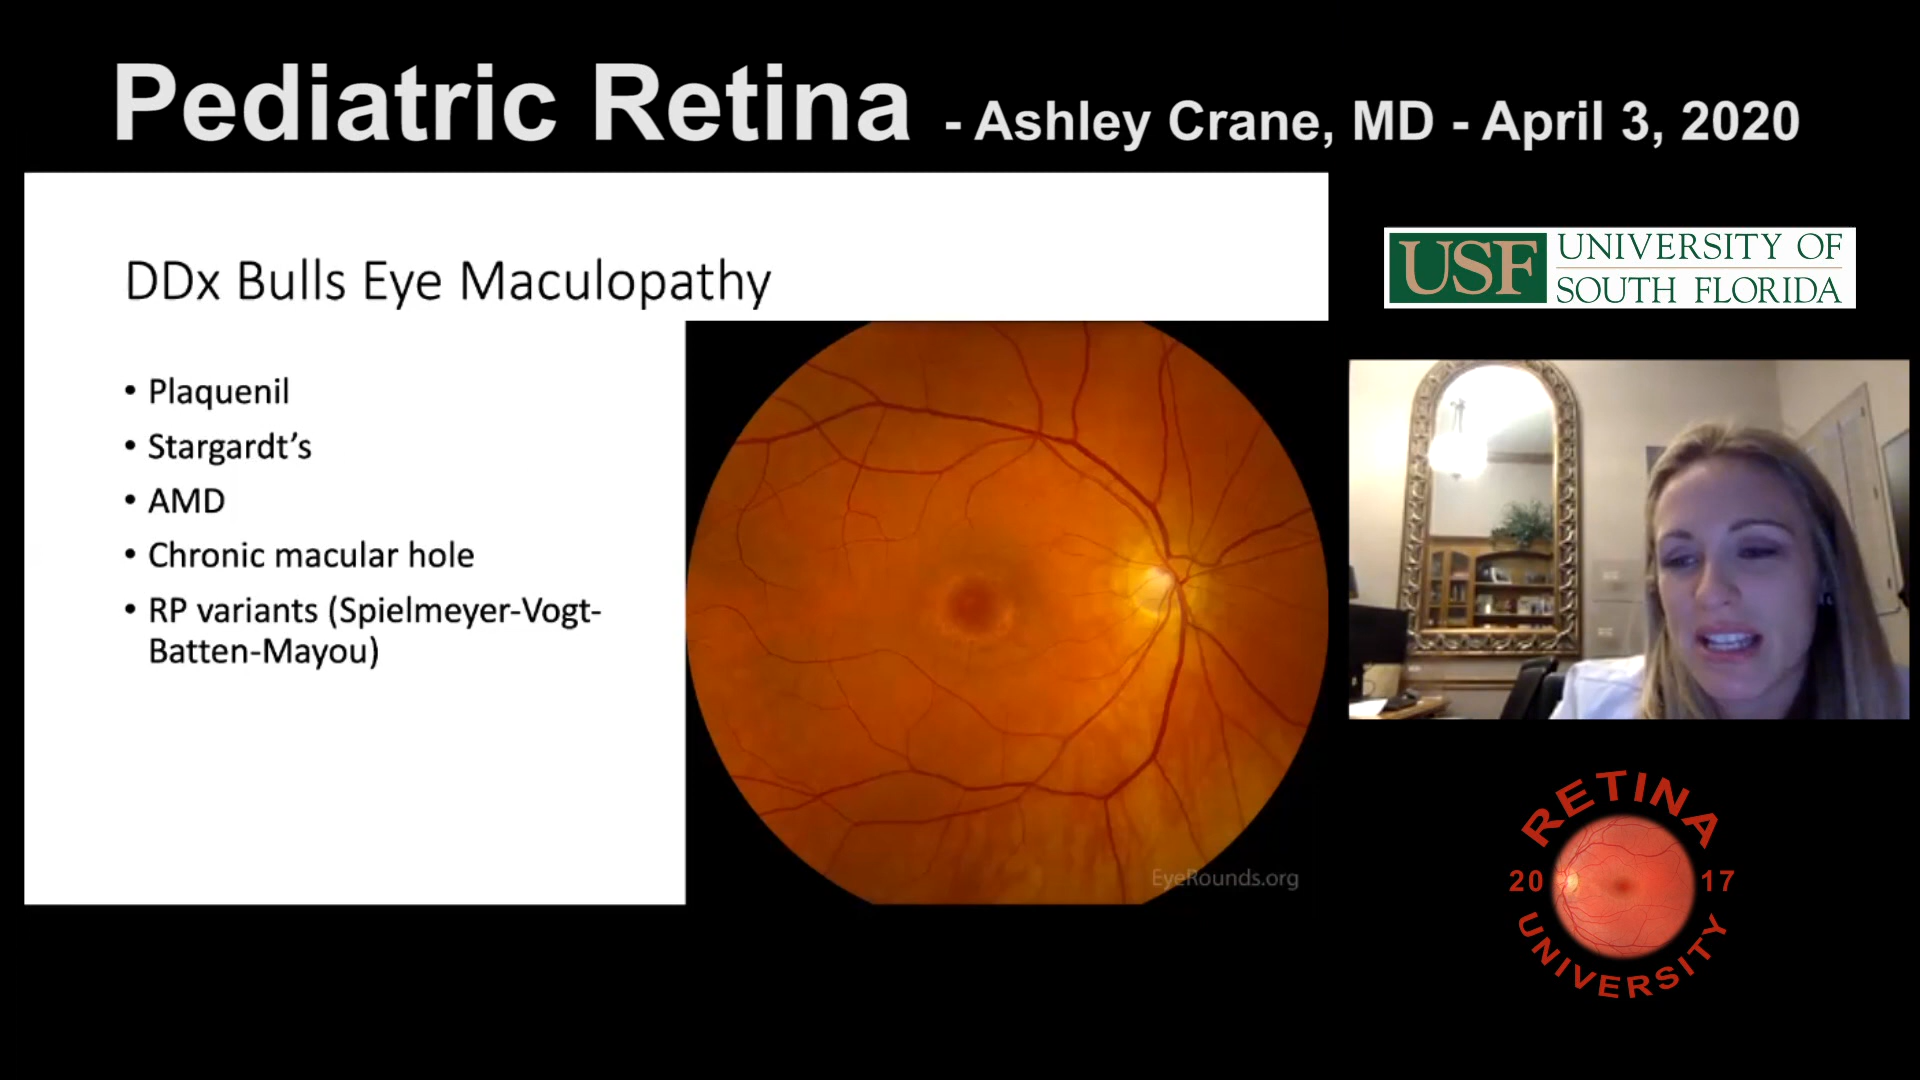 Pediatric Retina - Ashley Crane, MD - April 3, 2020
DDx Bulls Eye Maculopathy
• Plaquenil
• Stargardt’s
• AMD
• Chronic macular hole
• RP variants (Spielmeyer-Vogt-
Batten-Mayou)
EyeRounds.org
USF UNIVERSITY OF
SOUTH FLORIDA
RETINA
20 17
UNIVERSITY